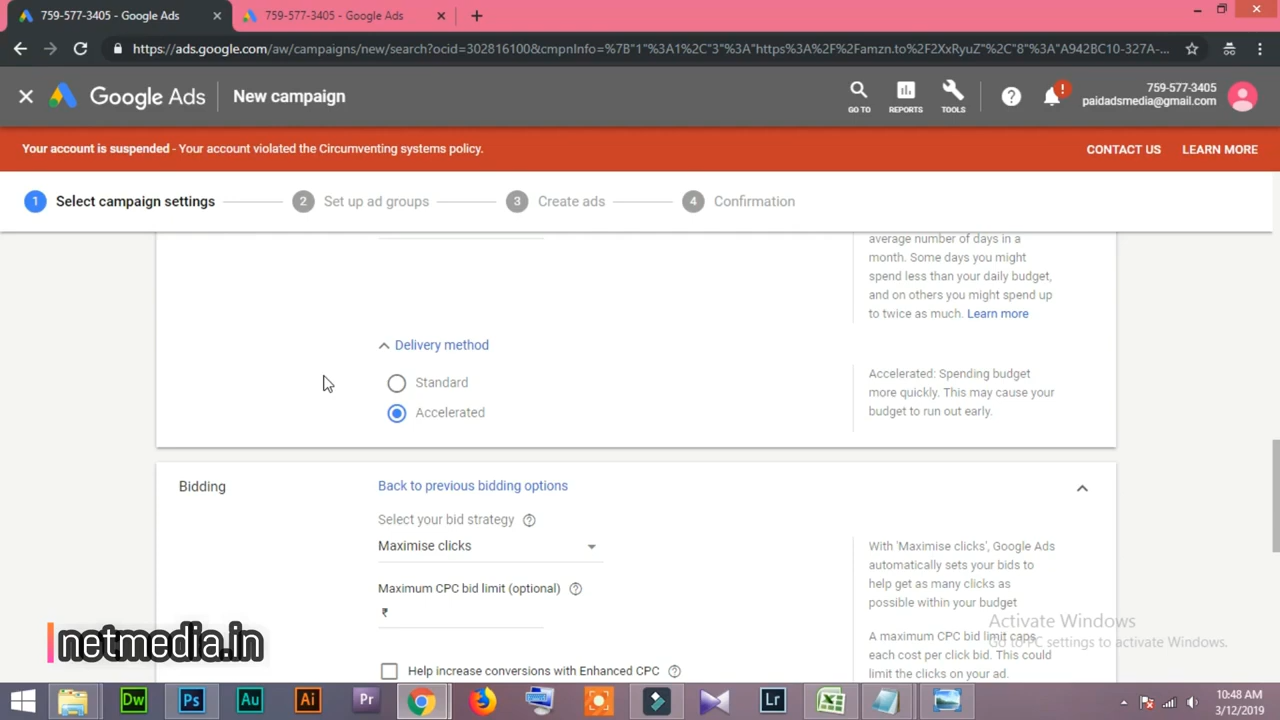 759-577-3405 - Google Ads
759-577-3405 - Google Ads
https://ads.google.com/aw/campaigns/new/search?ocid=302816100&cmpnInfo=%7B"1"%3A1%2C"3"%3A"https%3A%2F%2Famzn.to%2F2XxRyuZ"%2C"8"%3A"A942BC10-327A-...
Google Ads
New campaign
GO TO
REPORTS
TOOLS
759-577-3405
paidadsmedia@gmail.com
Your account is suspended - Your account violated the Circumventing systems policy.
CONTACT US
LEARN MORE
1 Select campaign settings
2 Set up ad groups
3 Create ads
4 Confirmation
average number of days in a
month. Some days you might
spend less than your daily budget,
and on others you might spend up
to twice as much. Learn more
Delivery method
Standard
Accelerated
Accelerated: Spending budget
more quickly. This may cause your
budget to run out early.
Bidding
Back to previous bidding options
Select your bid strategy
Maximise clicks
Maximum CPC bid limit (optional)
₹
Help increase conversions with Enhanced CPC
With 'Maximise clicks', Google Ads
automatically sets your bids to
help get as many clicks as
possible within your budget
A maximum CPC bid limit caps
each cost per click bid. This could
limit the clicks on your ad.
Activate Windows
Go to PC settings to activate Windows.
netmedia.in
Dw
Ps
Au
Ai
Pr
Lr
10:48 AM
3/12/2019